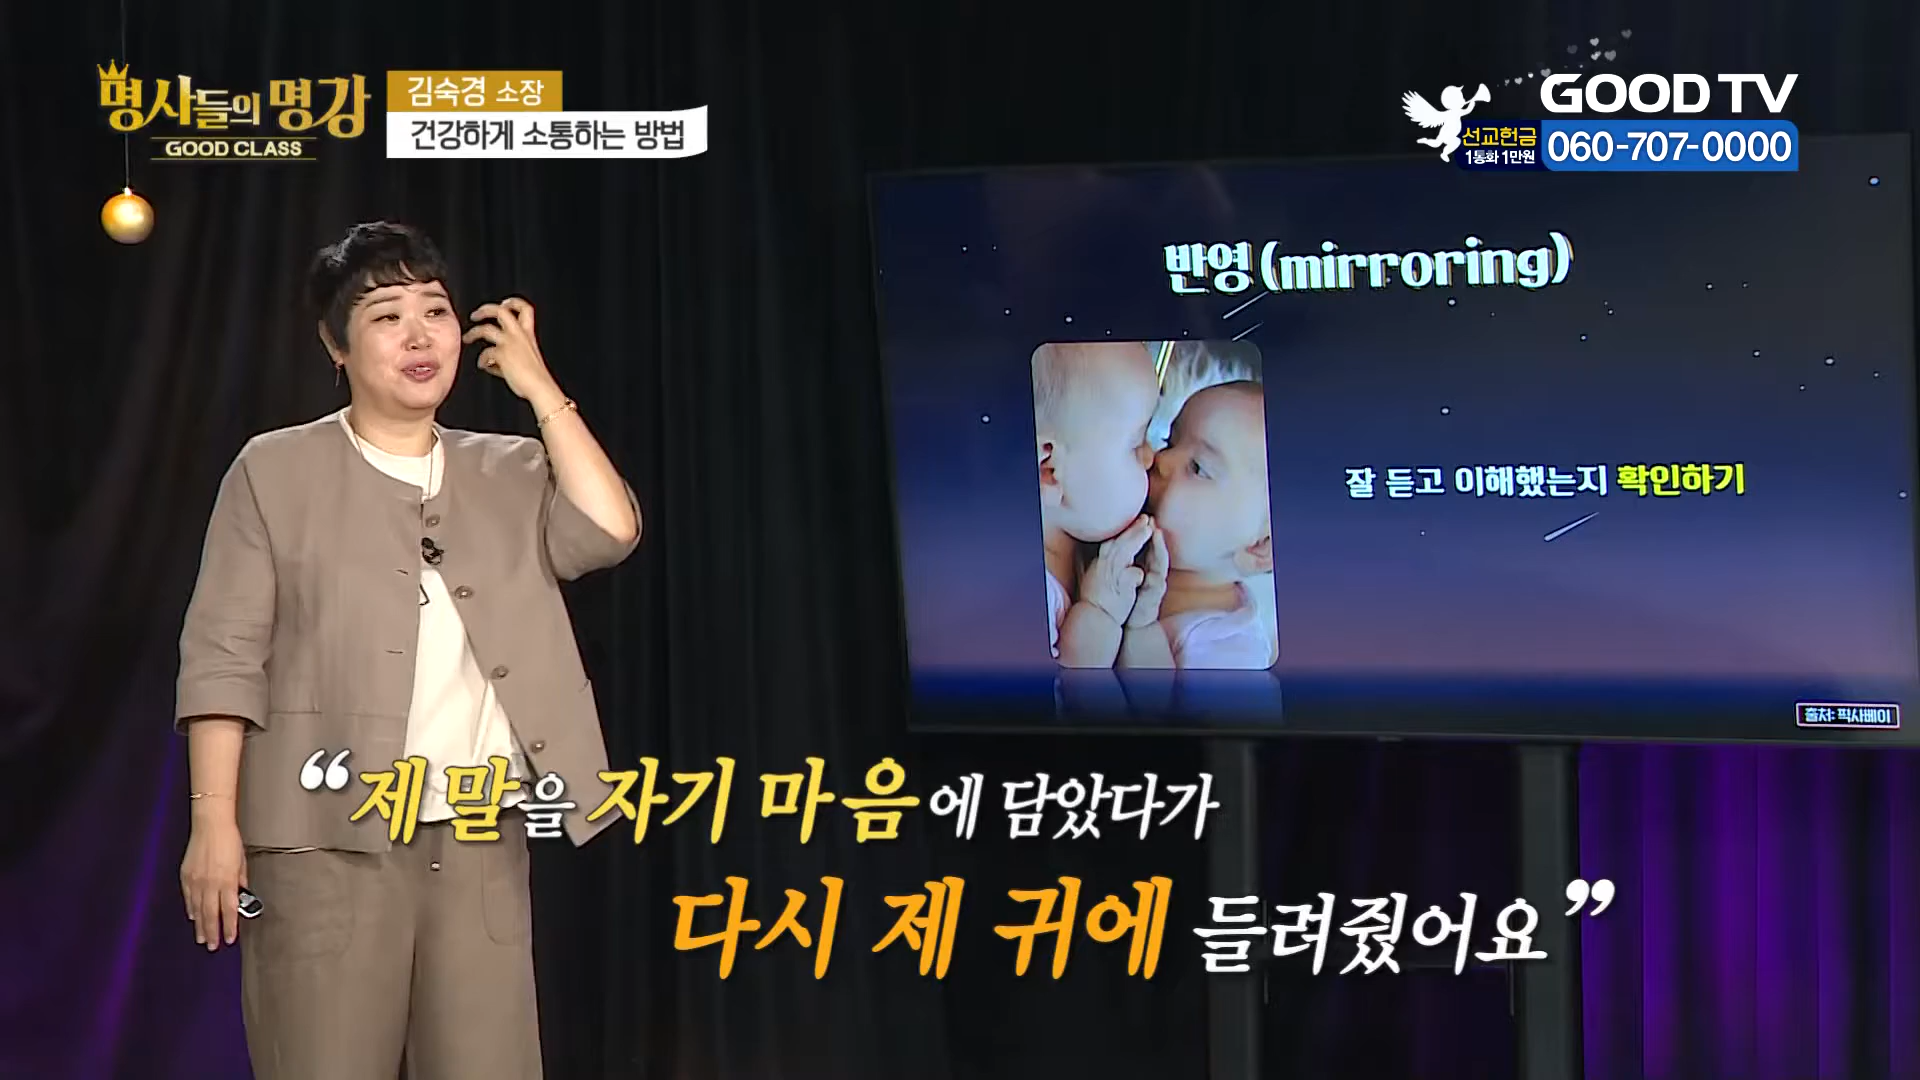 명사들의 명강
GOOD CLASS
김숙경 소장
건강하게 소통하는 방법
GOOD TV
선교헌금
1통화 1만원
060-707-0000
반영 (mirroring)
잘 듣고 이해했는지 확인하기
출처: 픽사베이
“제 말을 자기 마음에 담았다가
다시 제 귀에 들려줬어요”